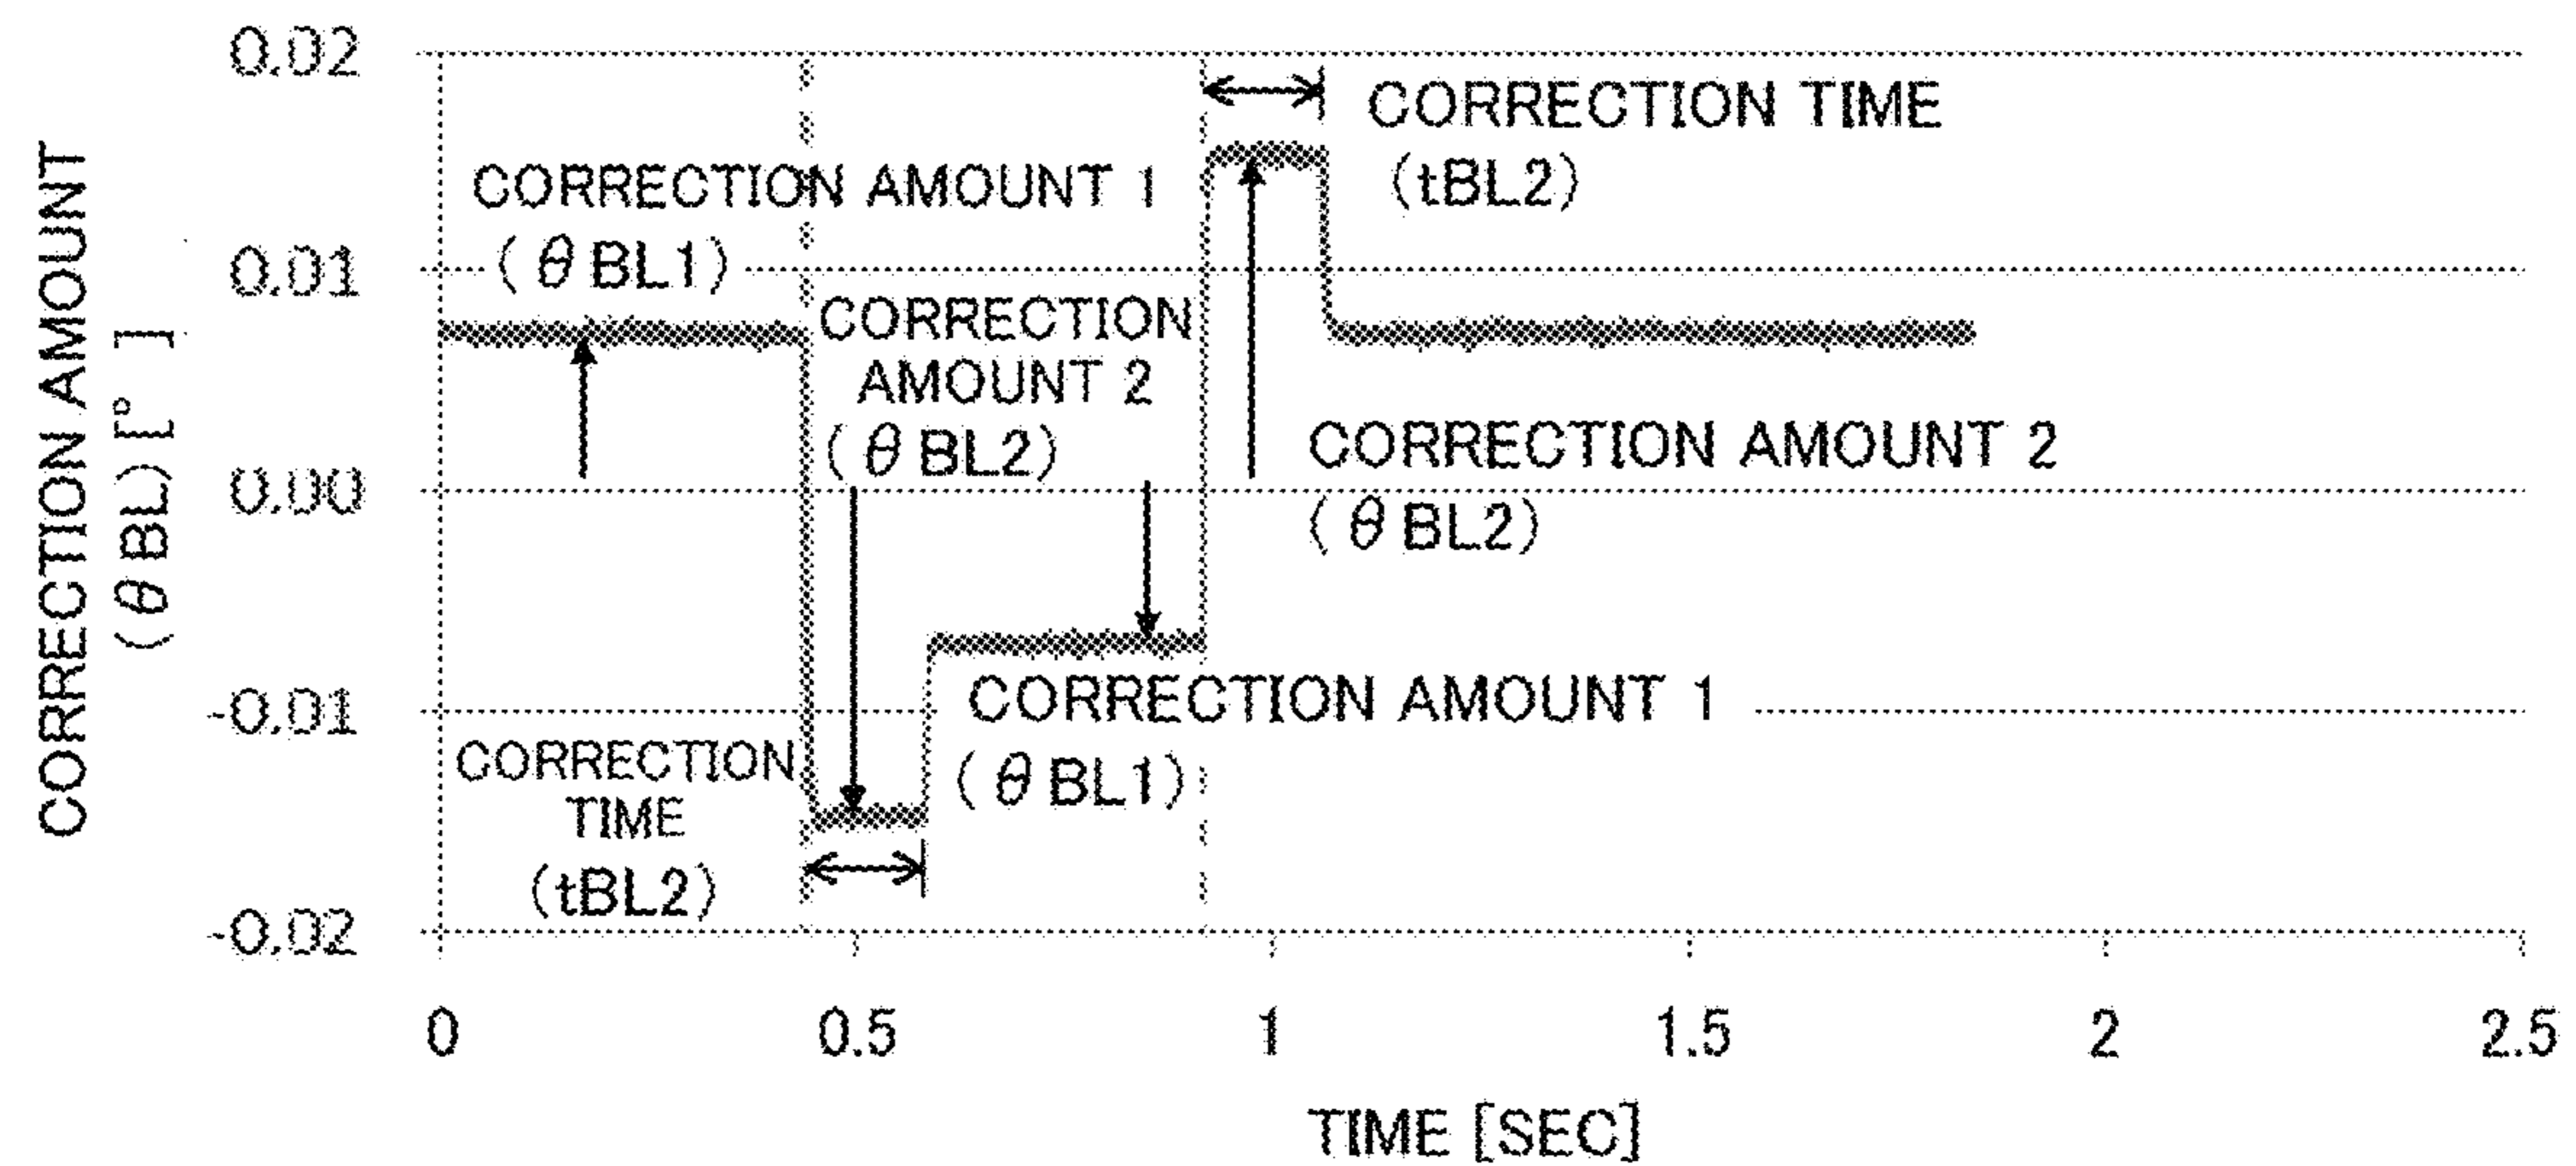 CORRECTION AMOUNT
(θBL) [°]
0.02
0.01
0.00
-0.01
-0.02
CORRECTION AMOUNT 1
(θBL1)
CORRECTION
AMOUNT 2
(θBL2)
CORRECTION TIME
(tBL2)
CORRECTION AMOUNT 2
(θBL2)
CORRECTION AMOUNT 1
(θBL1)
CORRECTION
TIME
(tBL2)
0 0.5 1 1.5 2 2.5
TIME [SEC]